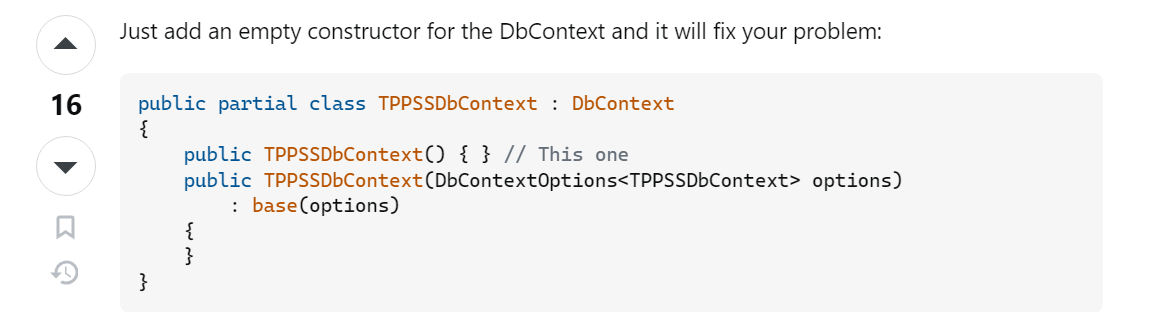 Just add an empty constructor for the DbContext and it will fix your problem:
16
public partial class TPPSSDbContext : DbContext
{
    public TPPSSDbContext() { } // This one
    public TPPSSDbContext(DbContextOptions<TPPSSDbContext> options)
        : base(options)
    {
    }
}